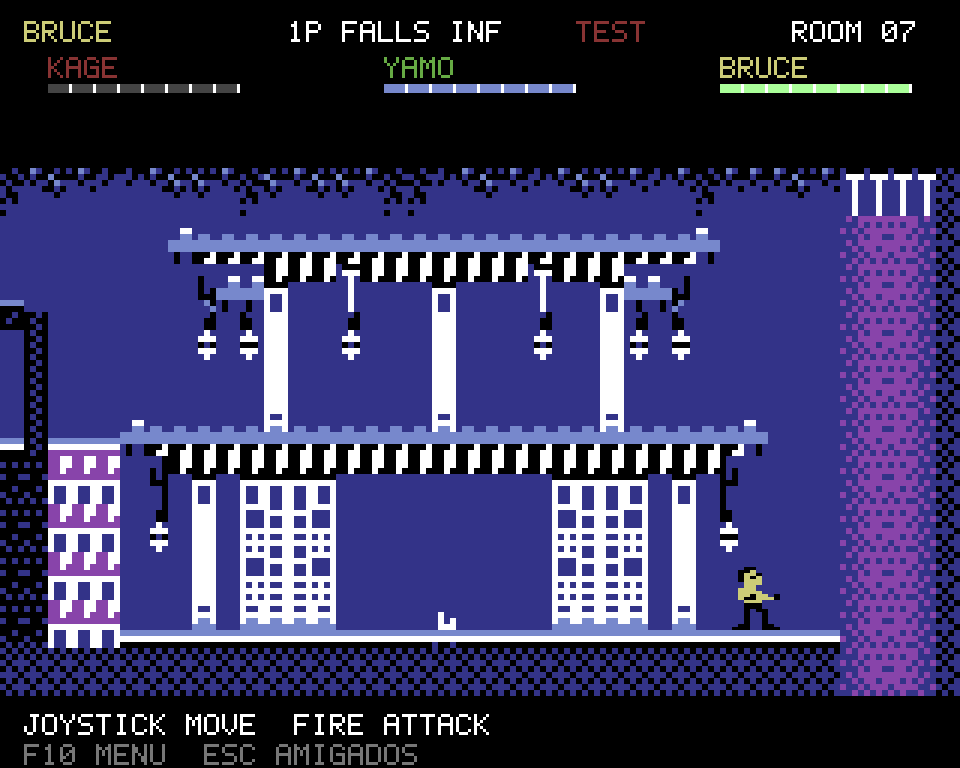 BRUCE 1P FALLS INF TEST ROOM 07
KAGE YAMO BRUCE
JOYSTICK MOVE FIRE ATTACK
F10 MENU ESC AMIGADOS